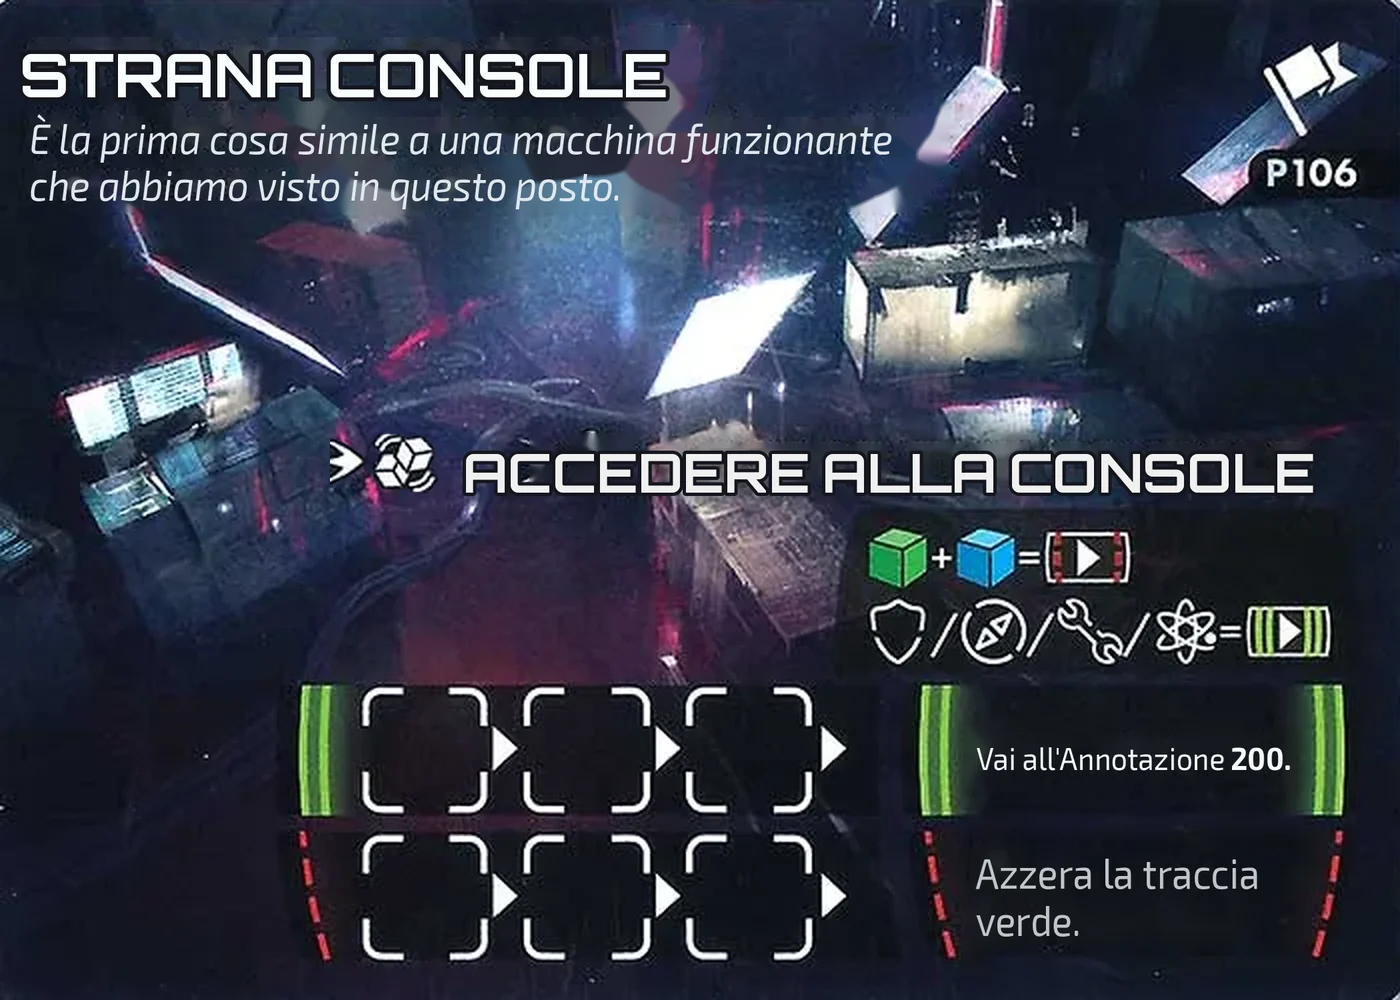 STRANA CONSOLE
È la prima cosa simile a una macchina funzionante
che abbiamo visto in questo posto.
P106
ACCEDERE ALLA CONSOLE
+ =
/ / / =
Vai all'Annotazione 200.
Azzera la traccia
verde.